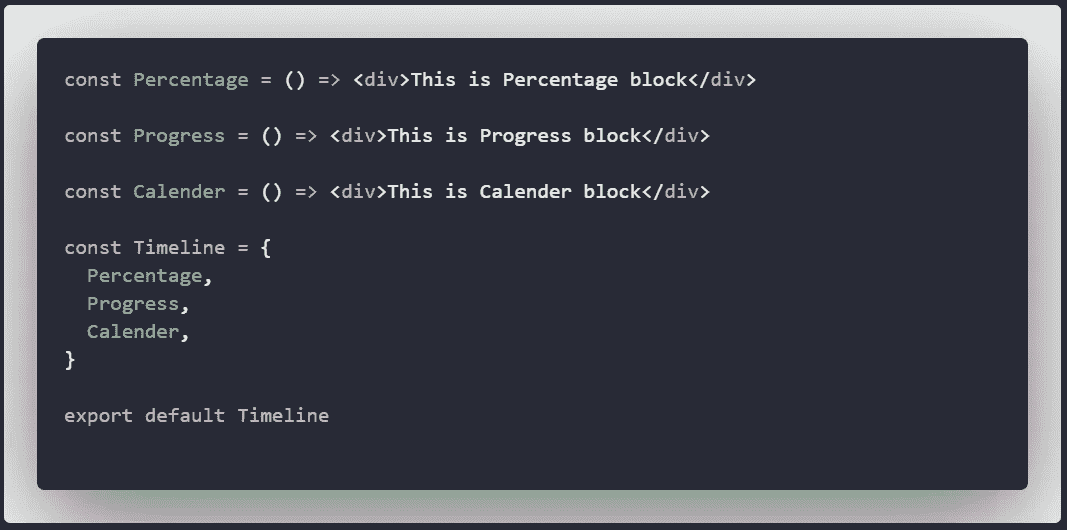 const Percentage = () => <div>This is Percentage block</div>
const Progress = () => <div>This is Progress block</div>
const Calender = () => <div>This is Calender block</div>
const Timeline = {
  Percentage,
  Progress,
  Calender,
}
export default Timeline